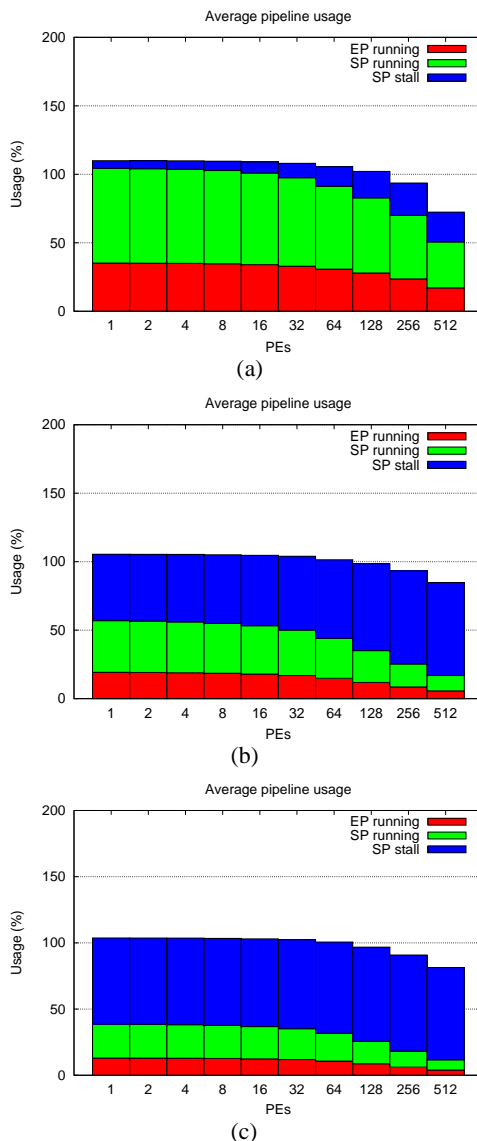 Average pipeline usage
200
EP running
SP running
SP stall
150
Usage (%)
100
50
0
1 2 4 8 16 32 64 128 256 512
PEs
(a)
Average pipeline usage
200
EP running
SP running
SP stall
150
Usage (%)
100
50
0
1 2 4 8 16 32 64 128 256 512
PEs
(b)
Average pipeline usage
200
EP running
SP running
SP stall
150
Usage (%)
100
50
0
1 2 4 8 16 32 64 128 256 512
PEs
(c)